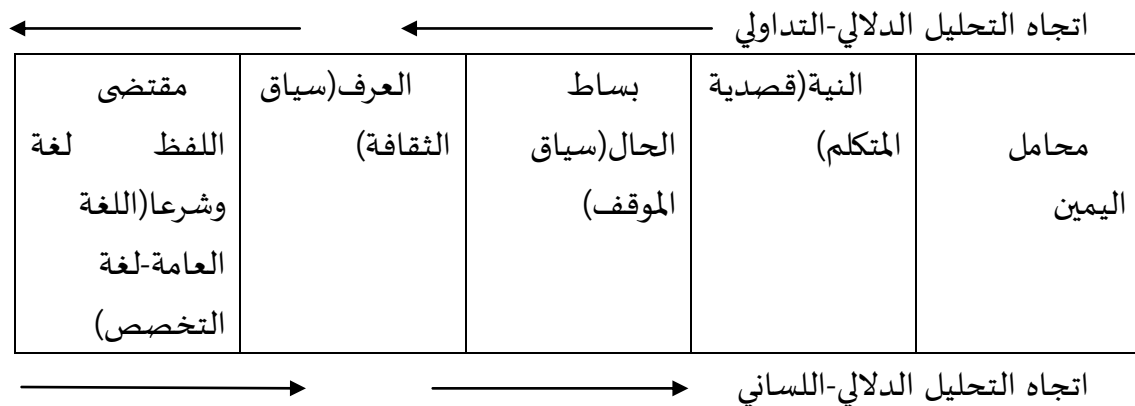 اتجاه التحليل الدلالي-التداولي
محامل
اليمين
النية(قصدية
المتكلم)
بساط
الحال(سياق
الموقف)
العرف(سياق
الثقافة)
مقتضى
اللفظ لغة
وشرعا(اللغة
العامة-لغة
التخصص)
اتجاه التحليل الدلالي-اللساني